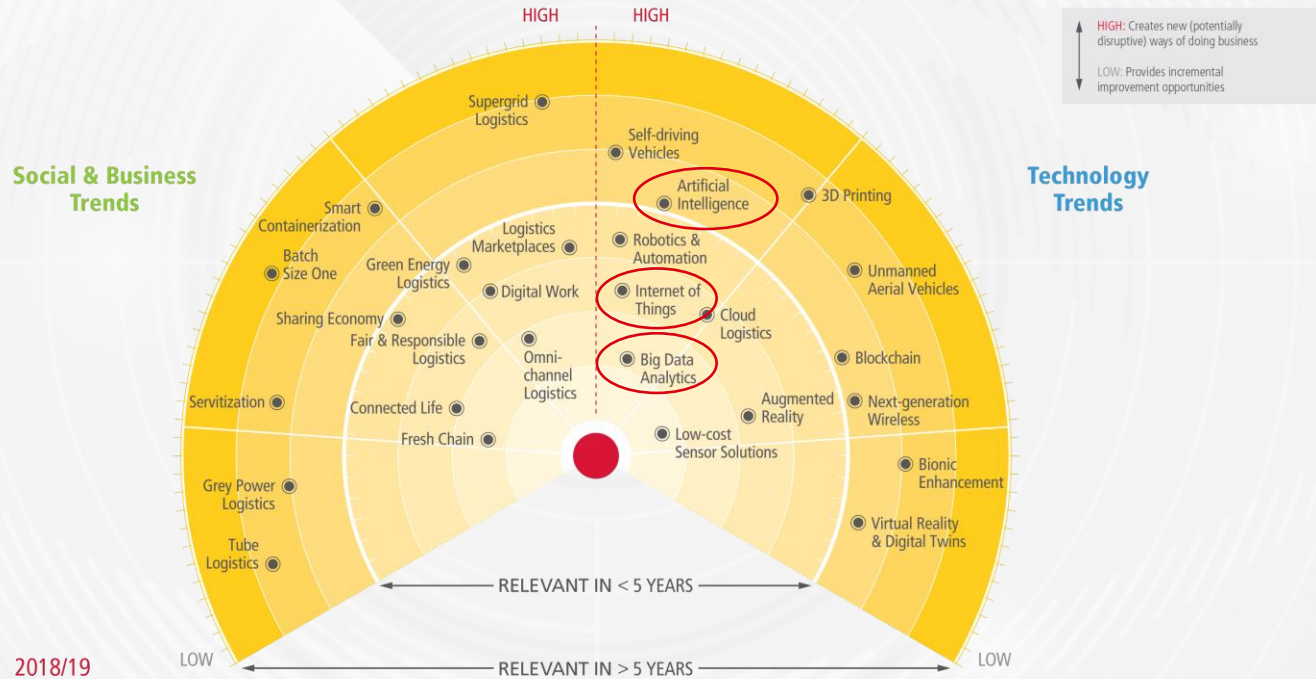 HIGH
HIGH
HIGH: Creates new (potentially
disruptive) ways of doing business
LOW: Provides incremental
improvement opportunities
Social & Business
Trends
Technology
Trends
Supergrid
Logistics
Self-driving
Vehicles
Artificial
Intelligence
3D Printing
Smart
Containerization
Logistics
Marketplaces
Robotics &
Automation
Batch
Size One
Green Energy
Logistics
Unmanned
Aerial Vehicles
Digital Work
Internet of
Things
Sharing Economy
Cloud
Logistics
Fair & Responsible
Logistics
Omni-
channel
Logistics
Big Data
Analytics
Blockchain
Servitization
Connected Life
Augmented
Reality
Next-generation
Wireless
Fresh Chain
Low-cost
Sensor Solutions
Bionic
Enhancement
Grey Power
Logistics
Virtual Reality
& Digital Twins
Tube
Logistics
RELEVANT IN < 5 YEARS
LOW
LOW
2018/19
RELEVANT IN > 5 YEARS